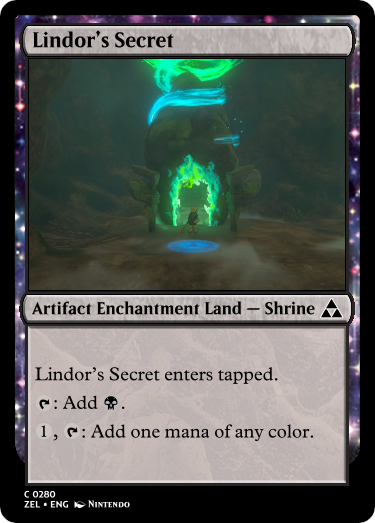 Lindor's Secret
Artifact Enchantment Land — Shrine
Lindor's Secret enters tapped.
: Add .
1 , : Add one mana of any color.
C 0280
ZEL • ENG Nintendo